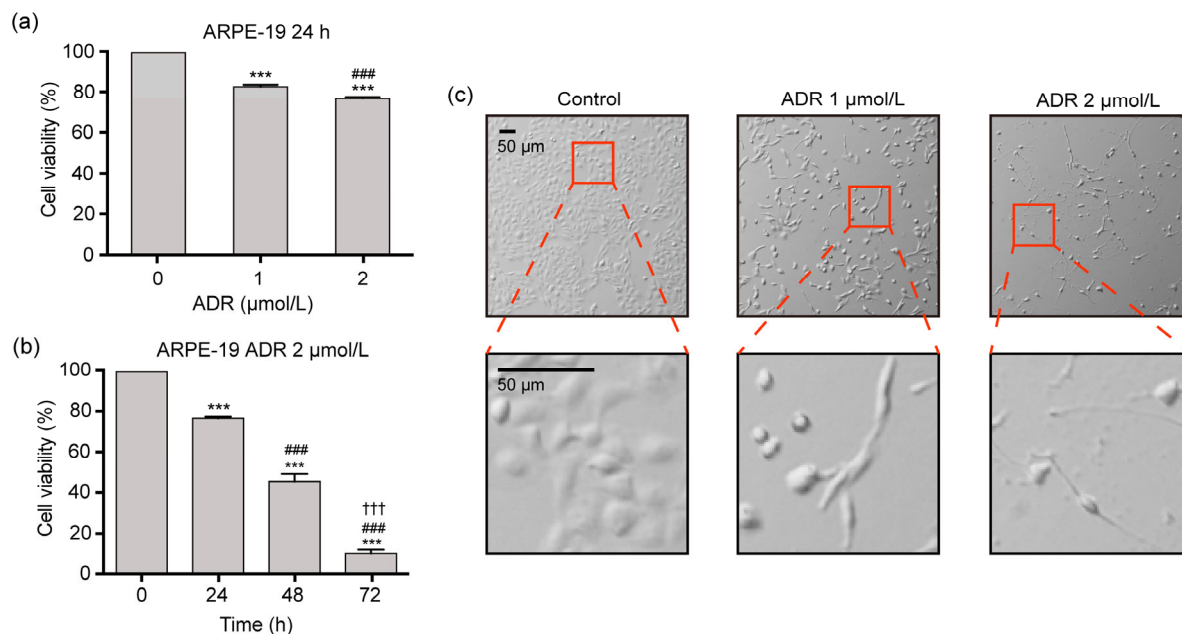 (a)
ARPE-19 24 h
100
80
60
40
20
0
Cell viability (%)
***
###
***
0 1 2
ADR (μmol/L)
(b)
ARPE-19 ADR 2 μmol/L
100
80
60
40
20
0
Cell viability (%)
***
###
***
†††
###
***
0 24 48 72
Time (h)
(c)
Control ADR 1 μmol/L ADR 2 μmol/L
50 μm
50 μm